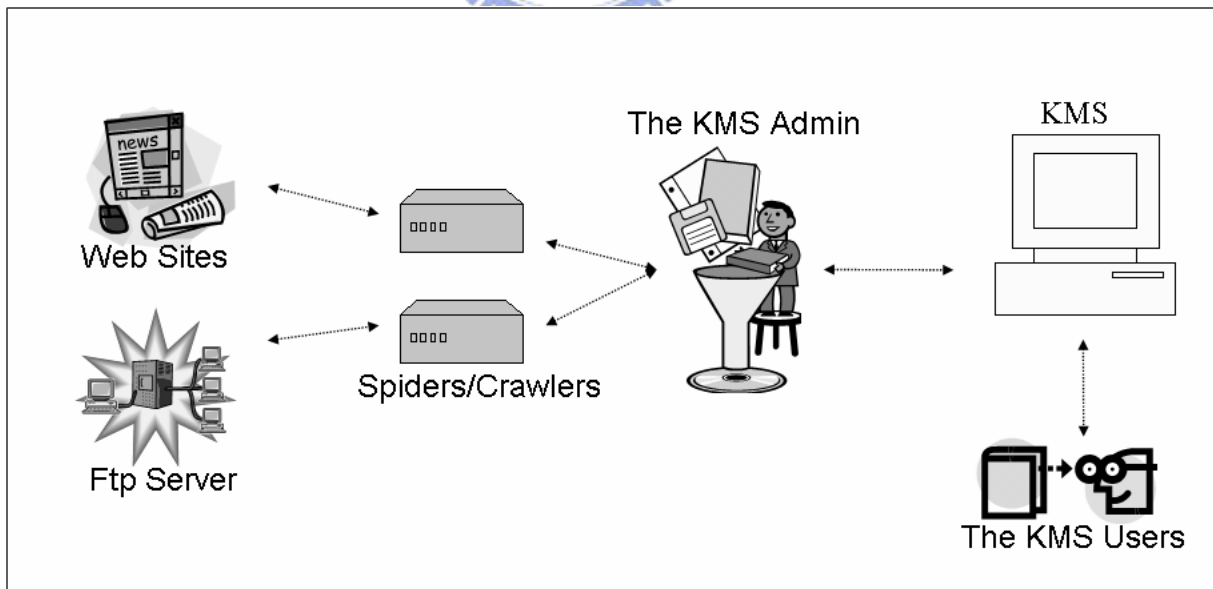 The KMS Admin
KMS
news
Web Sites
Spiders/Crawlers
Ftp Server
The KMS Users